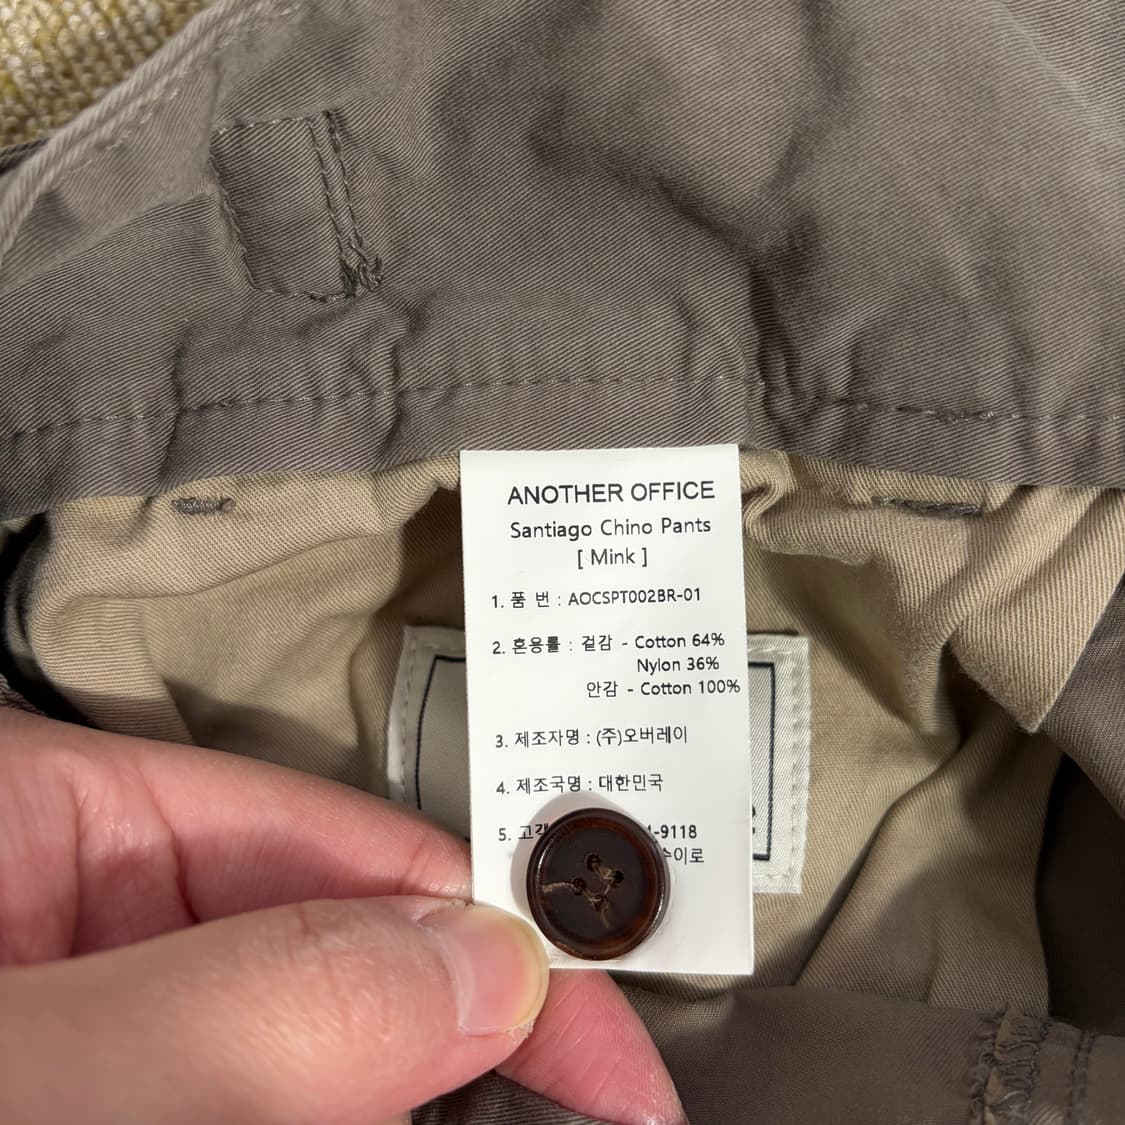 ANOTHER OFFICE
Santiago Chino Pants
[ Mink ]
1. 품 번 : AOCSPT002BR-01
2. 혼용률 : 겉감 - Cotton 64%
Nylon 36%
안감 - Cotton 100%
3. 제조자명 : (주)오버레이
4. 제조국명 : 대한민국
5. -9118